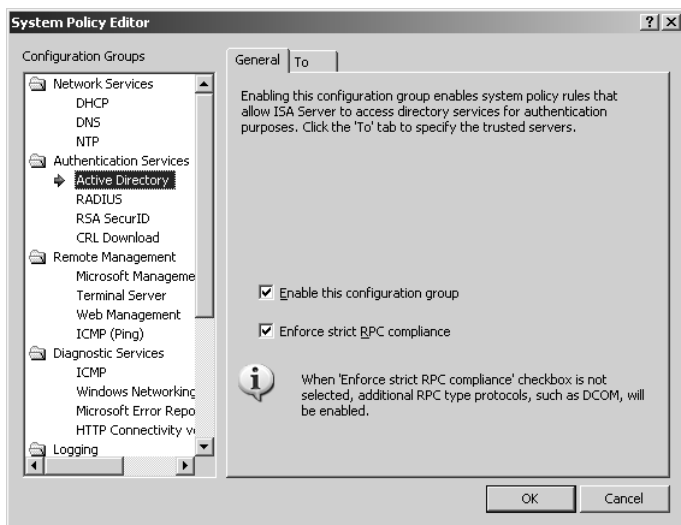 System Policy Editor
Configuration Groups
Network Services
DHCP
DNS
NTP
Authentication Services
Active Directory
RADIUS
RSA SecurID
CRL Download
Remote Management
Microsoft Manageme
Terminal Server
Web Management
ICMP (Ping)
Diagnostic Services
ICMP
Windows Networking
Microsoft Error Repo
HTTP Connectivity v
Logging
General
To
Enabling this configuration group enables system policy rules that
allow ISA Server to access directory services for authentication
purposes. Click the 'To' tab to specify the trusted servers.
Enable this configuration group
Enforce strict RPC compliance
When 'Enforce strict RPC compliance' checkbox is not
selected, additional RPC type protocols, such as DCOM, will
be enabled.
OK
Cancel